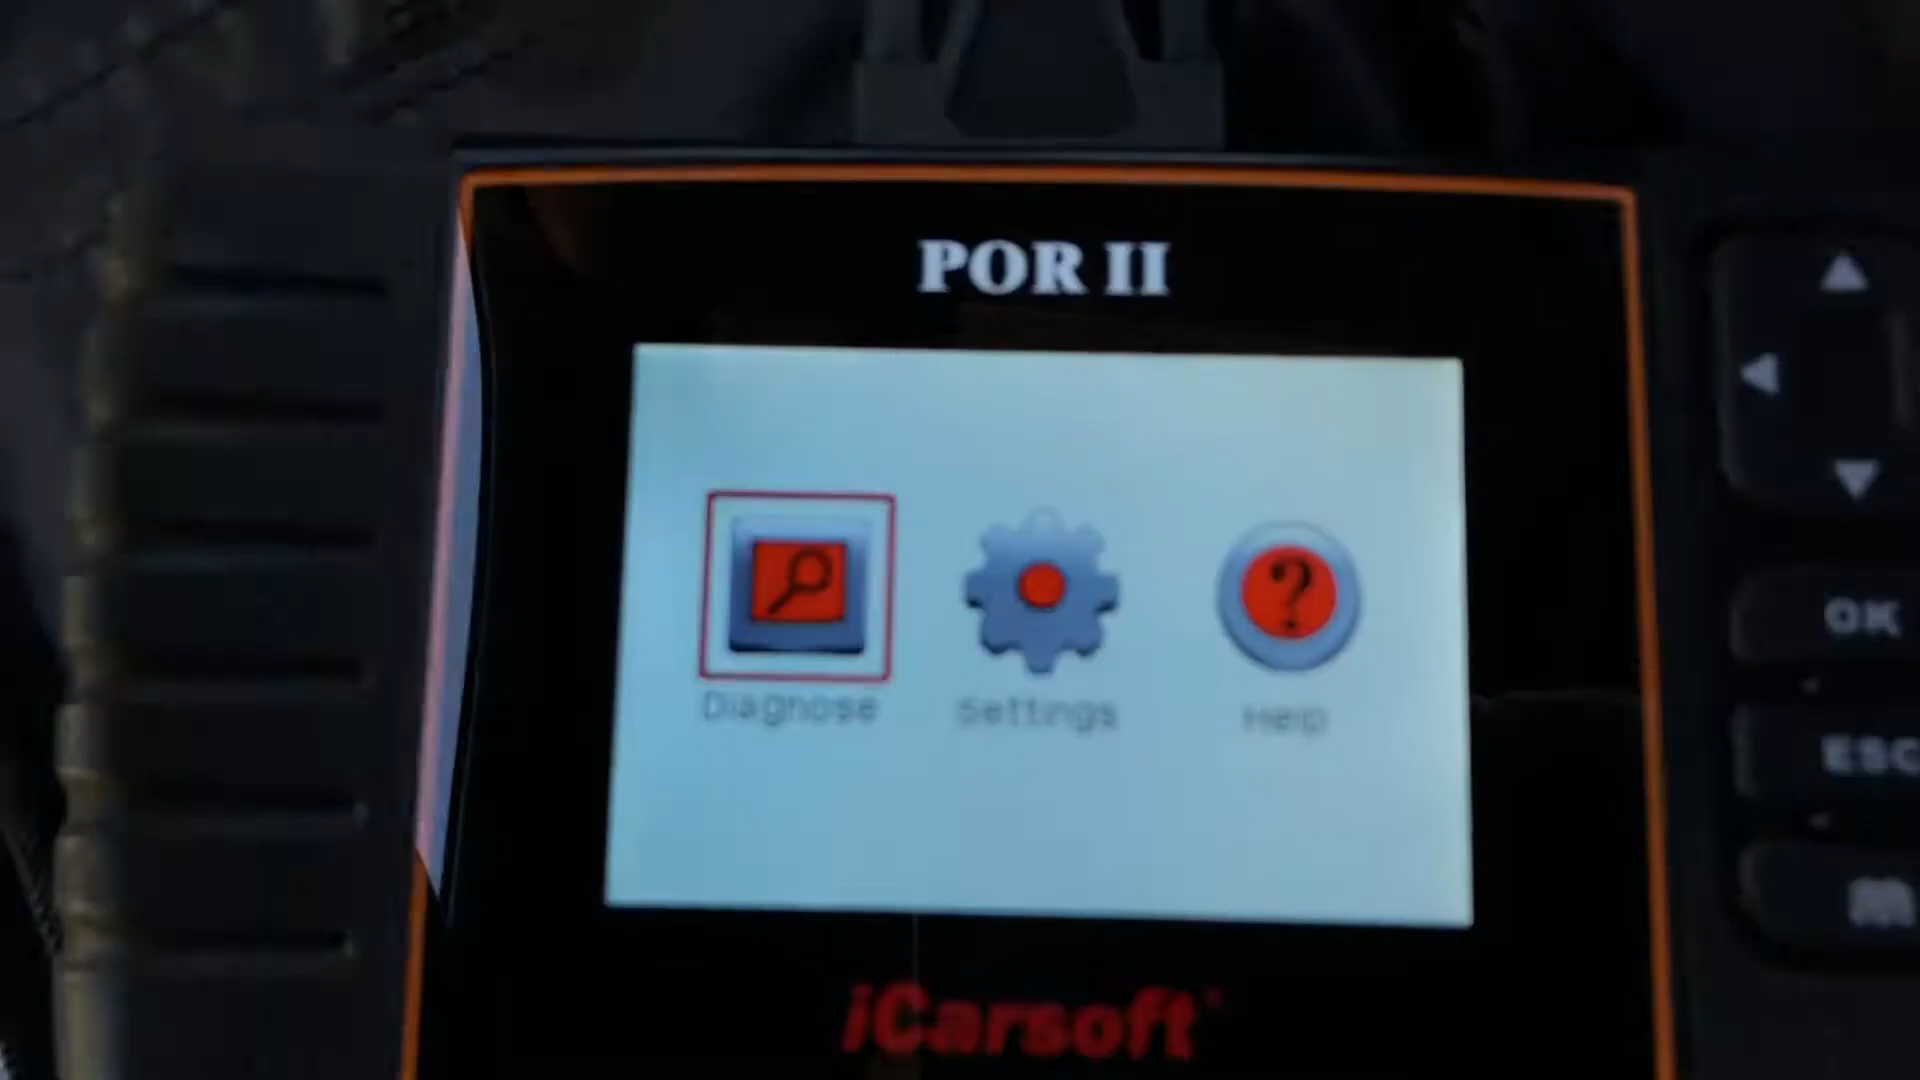 POR II
Diagnose
Settings
Help
OK
ESC
iCarsoft